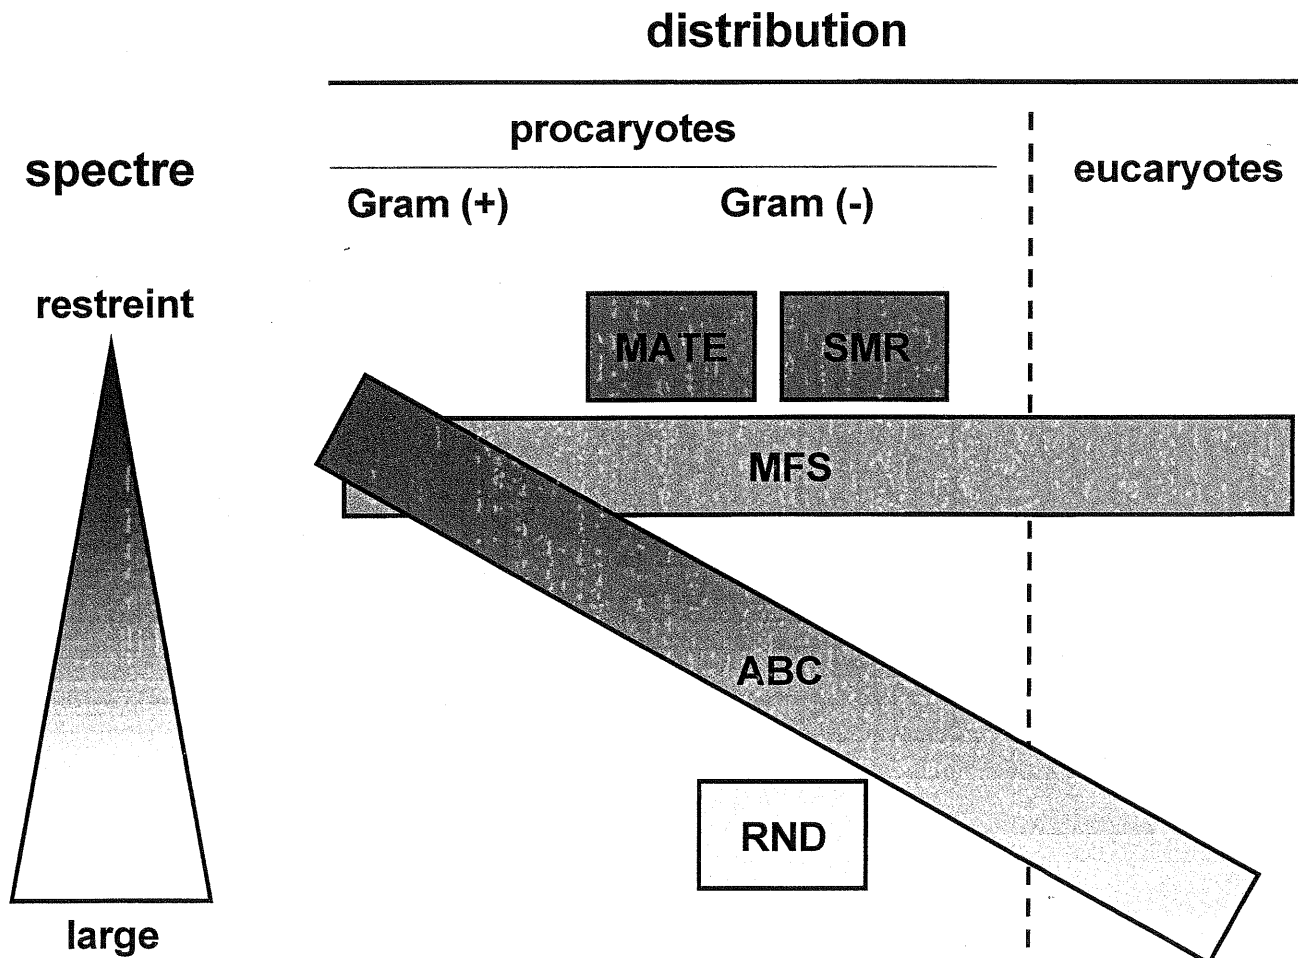 distribution
procaryotes
spectre
eucaryotes
Gram (+)
Gram (-)
restreint
MATE
SMR
MFS
ABC
RND
large